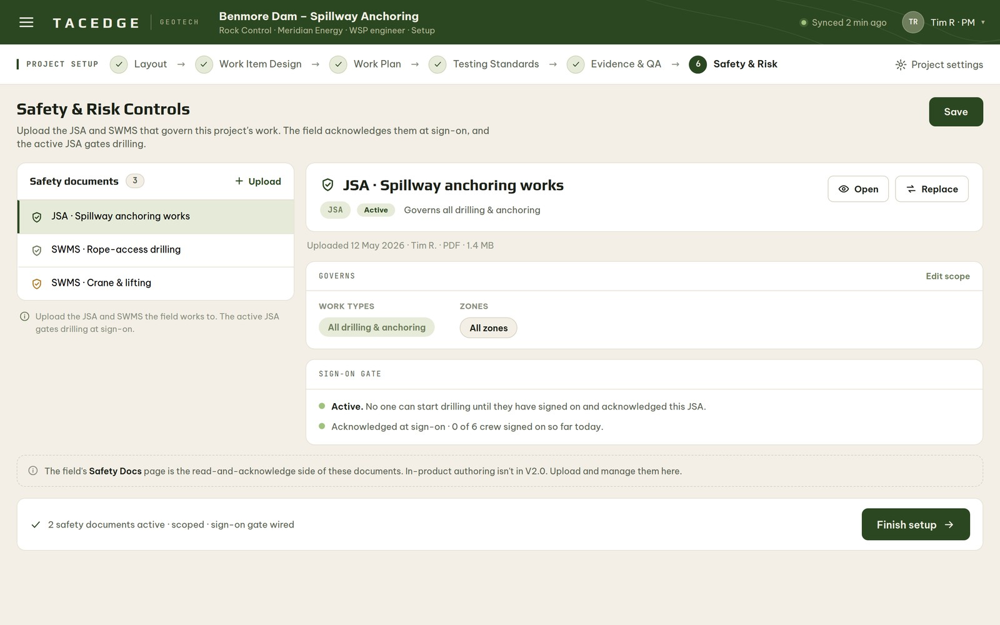 TACEDGE
GEOTECH
Benmore Dam – Spillway Anchoring
Rock Control · Meridian Energy · WSP engineer · Setup
Synced 2 min ago
TR
Tim R · PM
PROJECT SETUP
Layout
Work Item Design
Work Plan
Testing Standards
Evidence & QA
6
Safety & Risk
Project settings
Safety & Risk Controls
Upload the JSA and SWMS that govern this project's work. The field acknowledges them at sign-on, and
the active JSA gates drilling.
Save
Safety documents
3
Upload
JSA · Spillway anchoring works
SWMS · Rope-access drilling
SWMS · Crane & lifting
Upload the JSA and SWMS the field works to. The active JSA
gates drilling at sign-on.
JSA · Spillway anchoring works
Open
Replace
JSA
Active
Governs all drilling & anchoring
Uploaded 12 May 2026 · Tim R. · PDF · 1.4 MB
GOVERNS
Edit scope
WORK TYPES
ZONES
All drilling & anchoring
All zones
SIGN-ON GATE
Active. No one can start drilling until they have signed on and acknowledged this JSA.
Acknowledged at sign-on · 0 of 6 crew signed on so far today.
The field's Safety Docs page is the read-and-acknowledge side of these documents. In-product authoring isn't in V2.0. Upload and manage them here.
2 safety documents active · scoped · sign-on gate wired
Finish setup